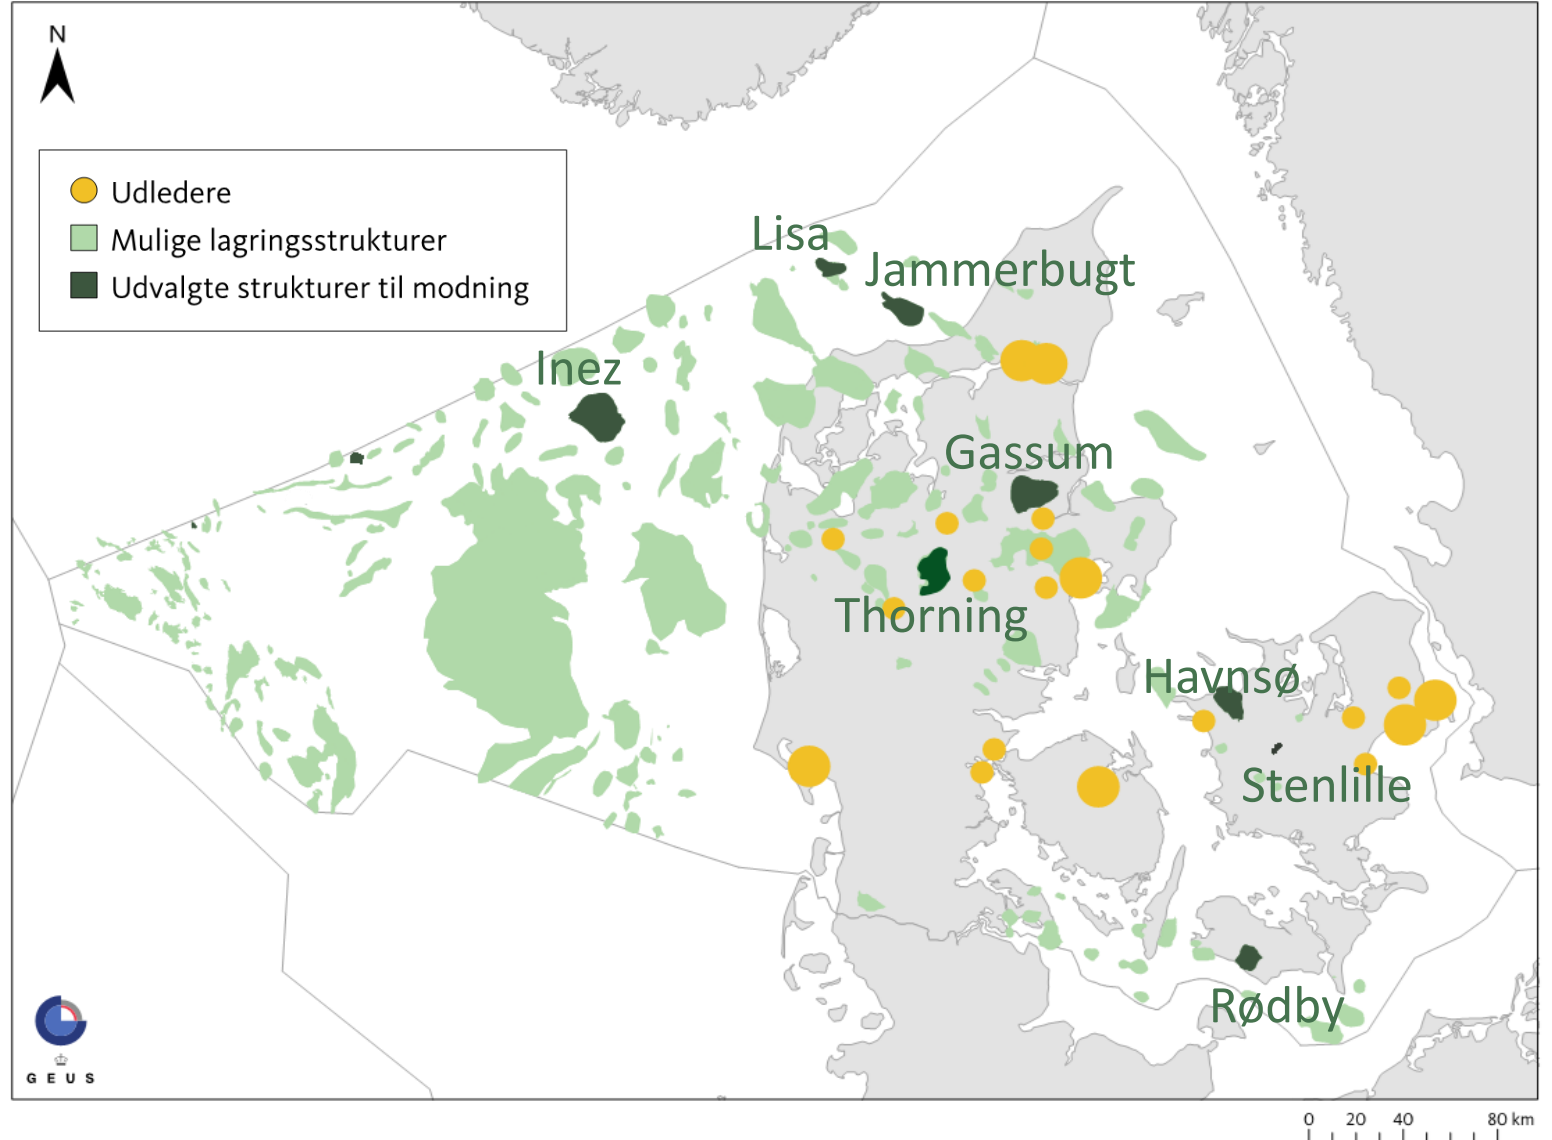 N
Udledere
Mulige lagringsstrukturer
Udvalgte strukturer til modning
Lisa
Jammerbugt
Inez
Gassum
Thorning
Havnsø
Stenlille
Rødby
GEUS
0 20 40 80 km